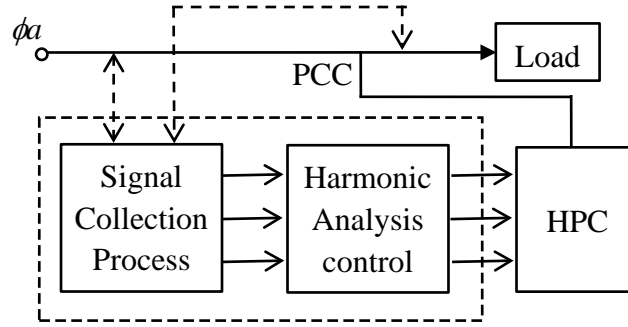 ϕa
Load
PCC
Signal
Collection
Process
Harmonic
Analysis
control
HPC